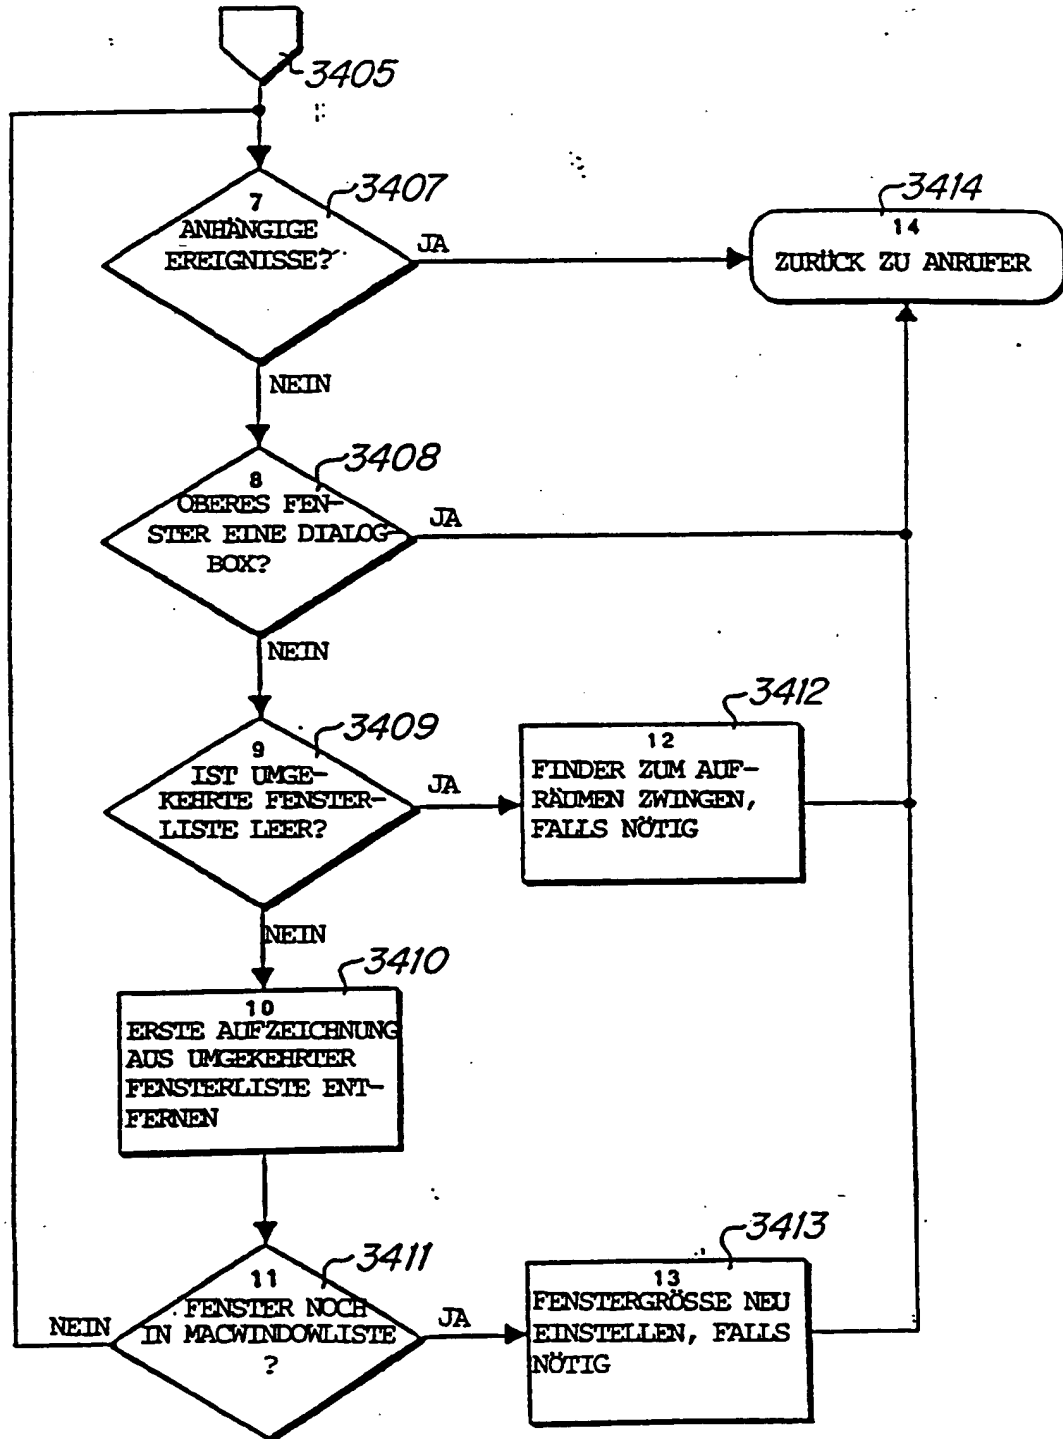 3405
3407
7
ANHÄNGIGE
EREIGNISSE?
JA
3414
14
ZURÜCK ZU ANRUFER
NEIN
3408
8
OBERES FEN-
STER EINE DIALOG-
BOX?
JA
NEIN
3409
9
IST UMGE-
KEHRTE FENSTER-
LISTE LEER?
JA
3412
12
FINDER ZUM AUF-
RÄUMEN ZWINGEN,
FALLS NÖTIG
NEIN
3410
10
ERSTE AUFZEICHNUNG
AUS UMGEKEHRTER
FENSTERLISTE ENT-
FERNEN
3411
11
FENSTER NOCH
IN MACWINDOWLISTE
?
NEIN
JA
3413
13
FENSTERGRÖSSE NEU
EINSTELLEN, FALLS
NÖTIG